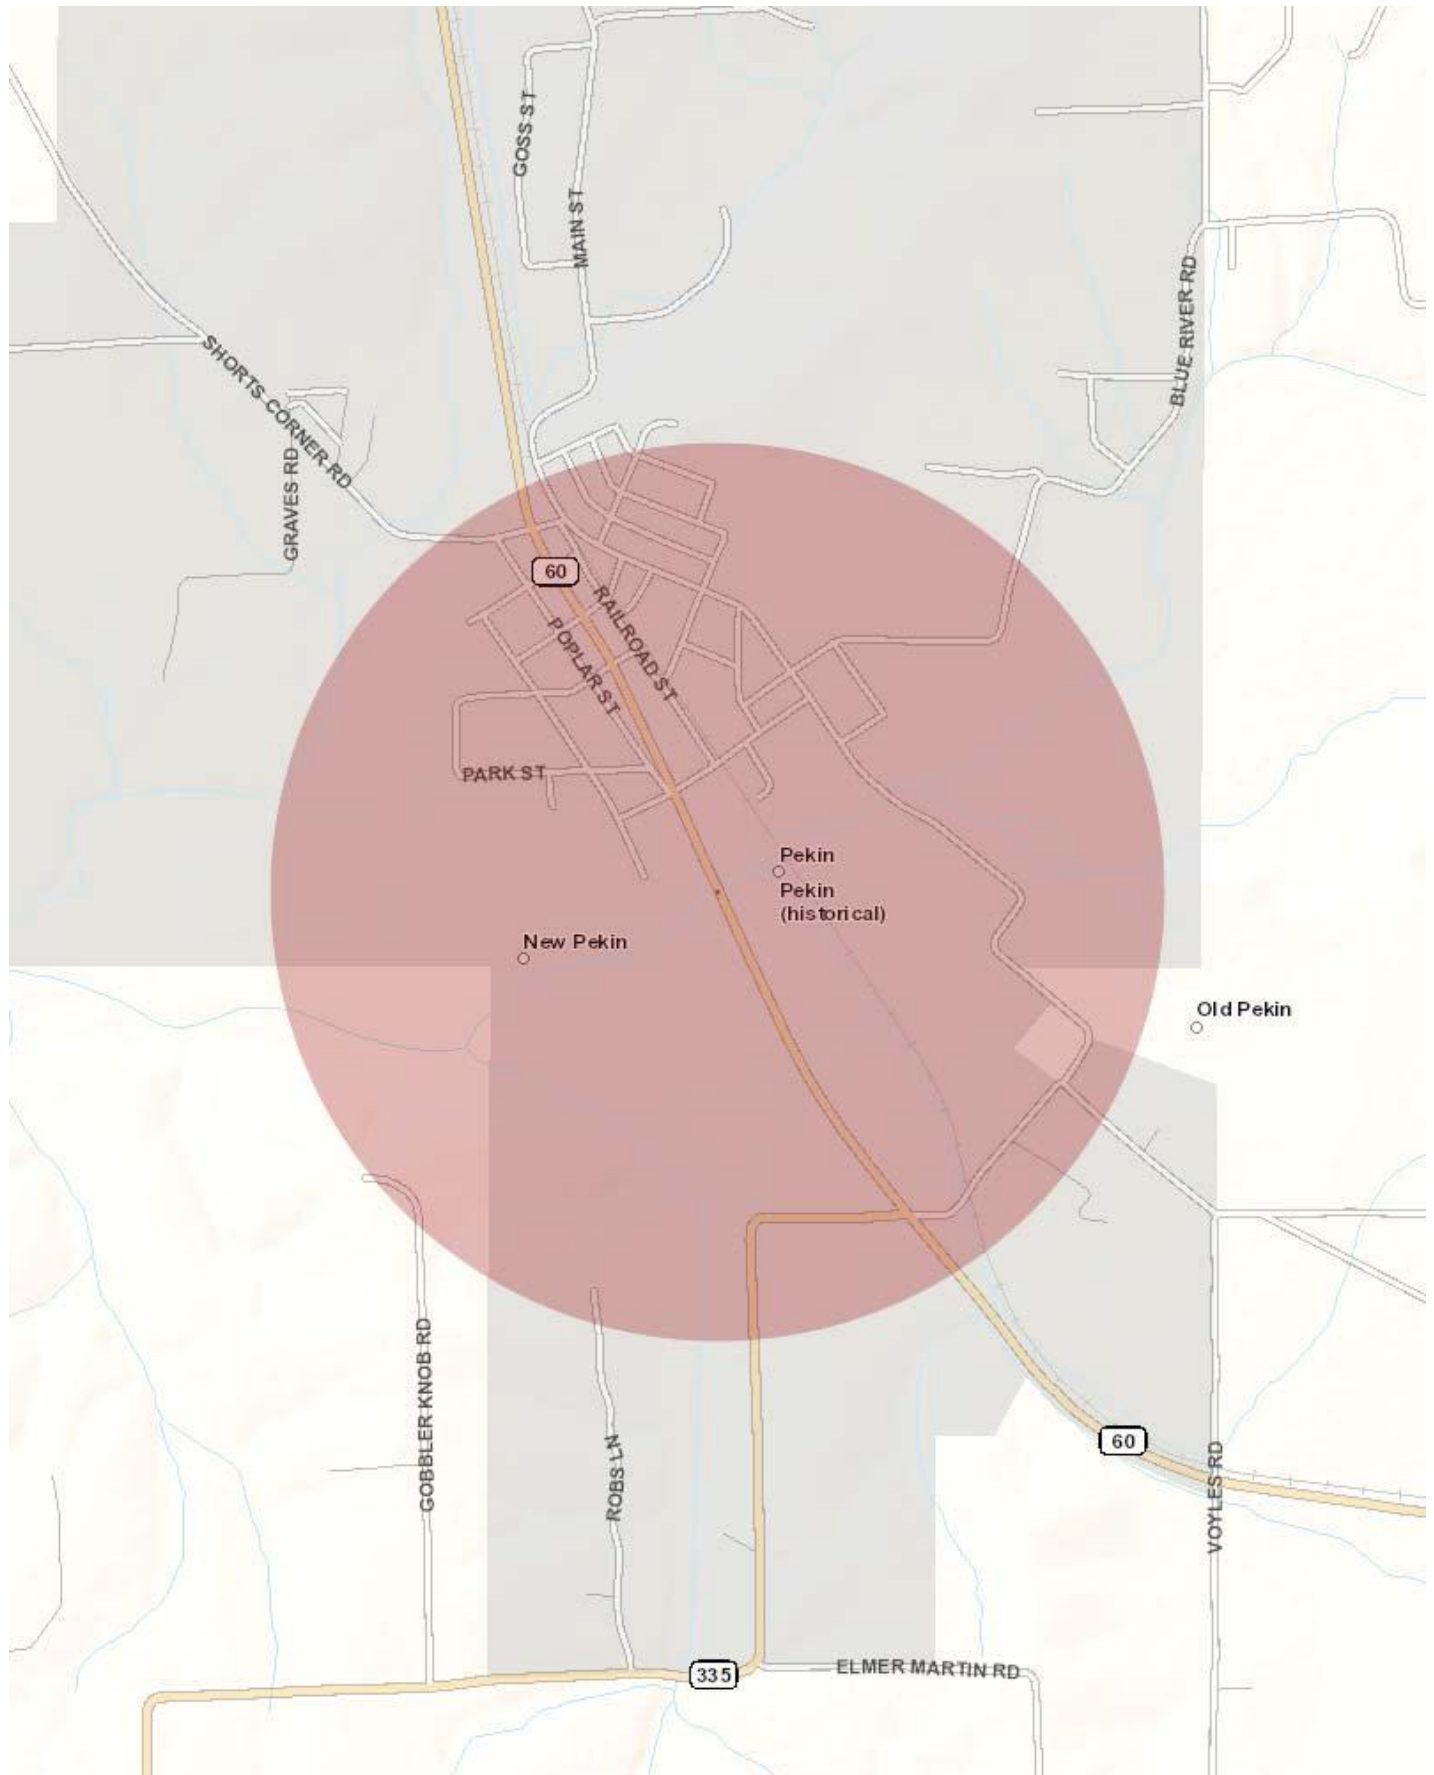 GOSS ST
MAIN ST
BLUE RIVER RD
SHORTS CORNER RD
GRAVES RD
60
RAILROAD ST
POPLAR ST
PARK ST
Pekin
Pekin
(historical)
New Pekin
Old Pekin
GOBBLER KNOB RD
ROBS LN
60
VOYLES RD
335
ELMER MARTIN RD